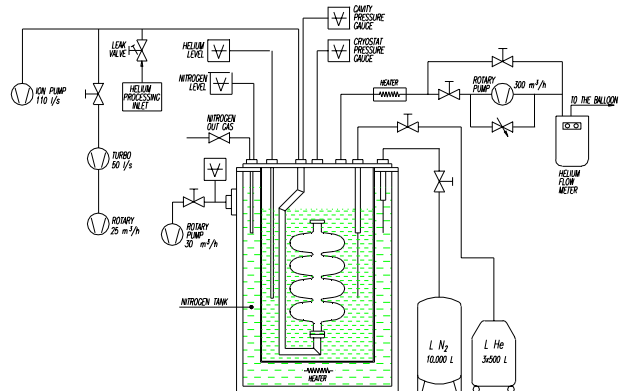 CAVITY
PRESSURE
GAUGE
CRYOSTAT
PRESSURE
GAUGE
LEAK
VALVE
HELIUM
LEVEL
NITROGEN
LEVEL
ION PUMP
110 l/s
HELIUM
PROCESSING
INLET
HEATER
ROTARY
PUMP
300 m³/h
TO THE BALLOON
NITROGEN
OUT GAS
TURBO
50 l/s
HELIUM
FLOW
METER
ROTARY
25 m³/h
ROTARY
PUMP
30 m³/h
NITROGEN TANK
HEATER
L N₂
10,000 L
L He
3x500 L